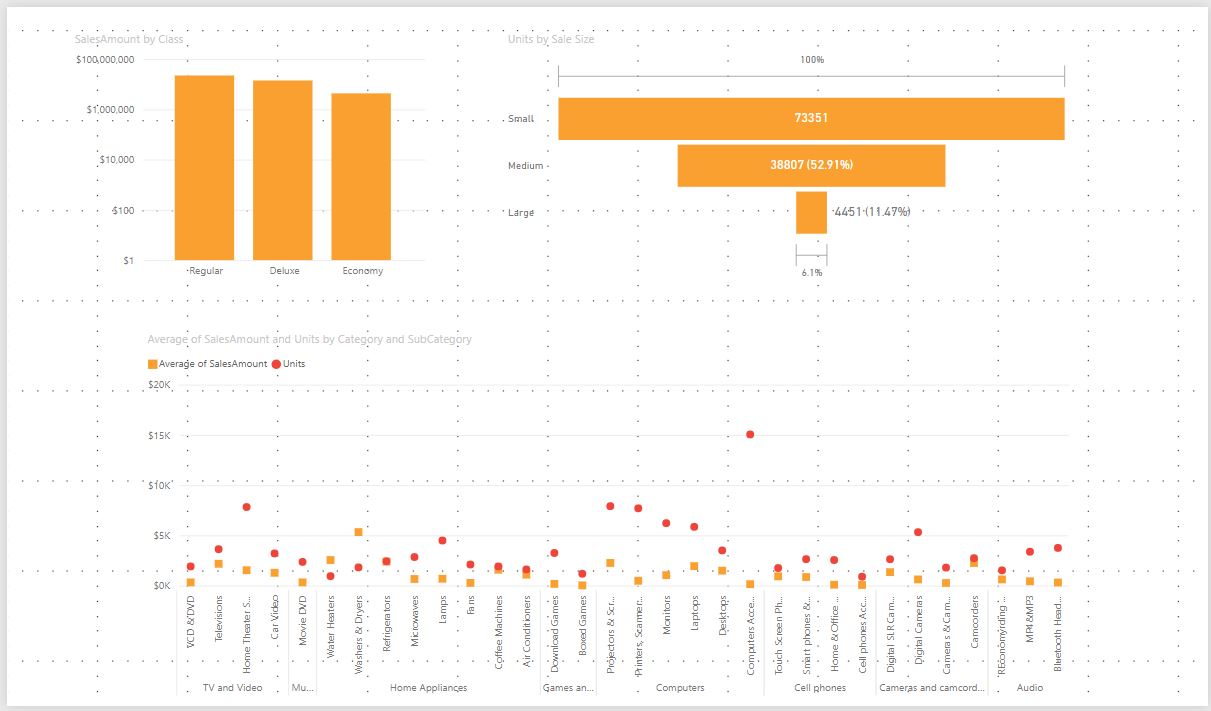 SalesAmount by Class
$100,000,000
$1,000,000
$10,000
$100
$1
Regular
Deluxe
Economy
Units by Sale Size
100%
Small
73351
Medium
38807 (52.91%)
Large
4451 (11.47%)
6.1%
Average of SalesAmount and Units by Category and SubCategory
Average of SalesAmount
Units
$20K
$15K
$10K
$5K
$0K
VCD & DVD
Televisions
Home Theater S...
Car Video
Movie DVD
Water Heaters
Washers & Dryers
Refrigerators
Microwaves
Lamps
Fans
Coffee Machines
Air Conditioners
Download Games
Boxed Games
Projectors & Scr...
Printers, Scanner...
Monitors
Laptops
Desktops
Computers Acce...
Touch Screen Ph...
Smart phones &...
Home & Office ...
Cell phones Acc...
Digital SLR Cam...
Digital Cameras
Cameras & Cam...
Camcorders
REconomyrding ...
MP4&MP3
Bluetooth Head...
TV and Video
Mu...
Home Appliances
Games an...
Computers
Cell phones
Cameras and camcord...
Audio